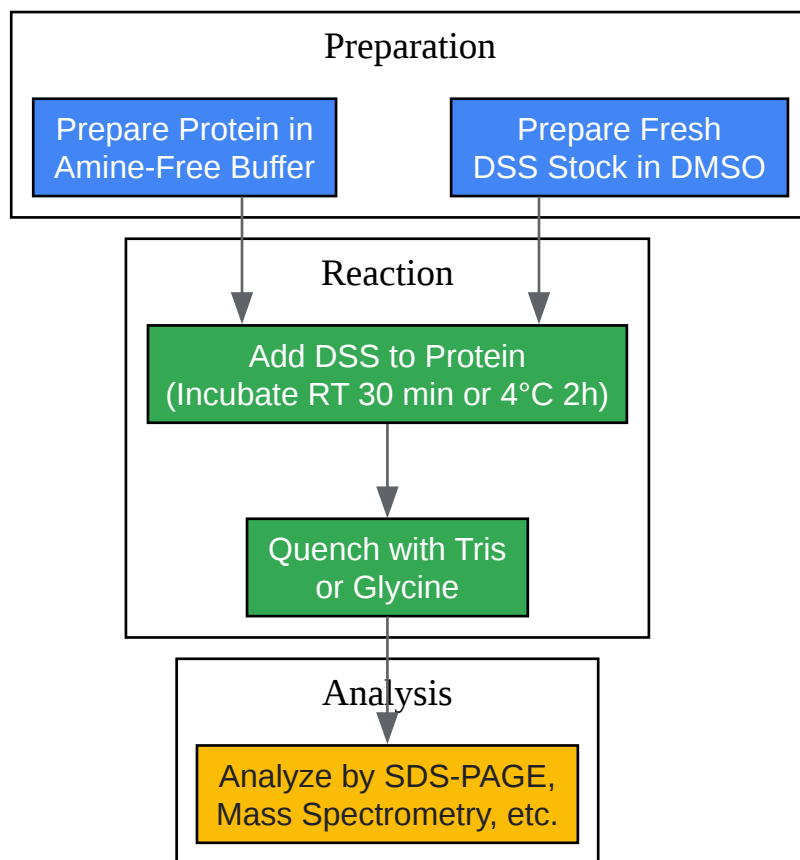 Preparation
Prepare Protein in
Amine-Free Buffer
Prepare Fresh
DSS Stock in DMSO
Reaction
Add DSS to Protein
(Incubate RT 30 min or 4°C 2h)
Quench with Tris
or Glycine
Analysis
Analyze by SDS-PAGE,
Mass Spectrometry, etc.